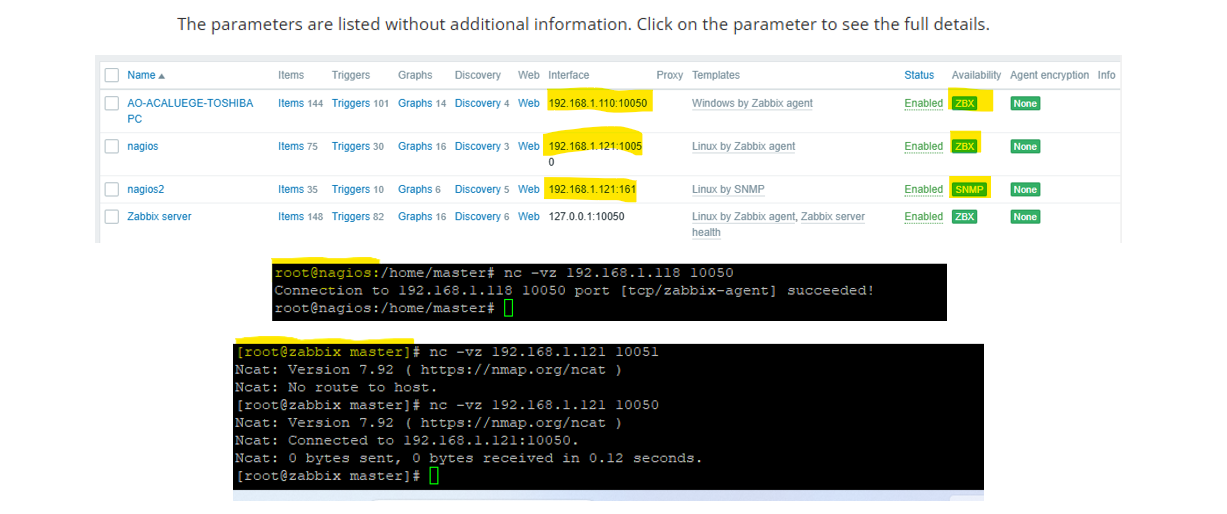 The parameters are listed without additional information. Click on the parameter to see the full details.
Name Items Triggers Graphs Discovery Web Interface Proxy Templates Status Availability Agent encryption Info
AO-ACALUEGE-TOSHIBA Items 144 Triggers 101 Graphs 14 Discovery 4 Web 192.168.1.110:10050 Windows by Zabbix agent Enabled ZBX None
PC
nagios Items 75 Triggers 30 Graphs 16 Discovery 3 Web 192.168.1.121:1005 Linux by Zabbix agent Enabled ZBX None
0
nagios2 Items 35 Triggers 10 Graphs 6 Discovery 5 Web 192.168.1.121:161 Linux by SNMP Enabled SNMP None
Zabbix server Items 148 Triggers 82 Graphs 16 Discovery 6 Web 127.0.0.1:10050 Linux by Zabbix agent, Zabbix server Enabled ZBX None
health
root@nagios:/home/master# nc -vz 192.168.1.118 10050
Connection to 192.168.1.118 10050 port [tcp/zabbix-agent] succeeded!
root@nagios:/home/master#
[root@zabbix master]# nc -vz 192.168.1.121 10051
Ncat: Version 7.92 ( https://nmap.org/ncat )
Ncat: No route to host.
[root@zabbix master]# nc -vz 192.168.1.121 10050
Ncat: Version 7.92 ( https://nmap.org/ncat )
Ncat: Connected to 192.168.1.121:10050.
Ncat: 0 bytes sent, 0 bytes received in 0.12 seconds.
[root@zabbix master]#